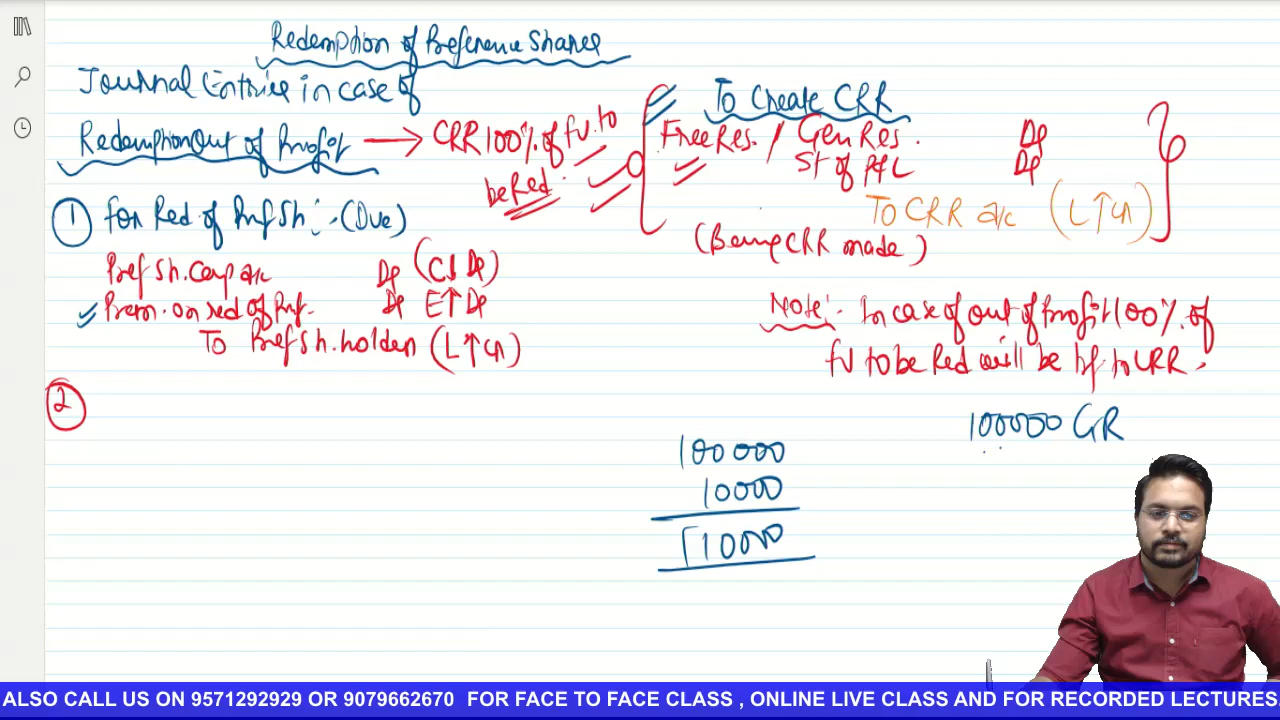 Redemption of Preference Shares
Journal Entries in case of
Redemption Out of Profit → CRR 100% of FV to
be Red.
① for Red of Pref Sh :- (Due)
Pref Sh. Cap a/c Dr (C↓ Dr)
Prem. on red of Pref. Dr E↑ Dr
To Pref Sh. holder (L↑ Cr)
②
To Create CRR
Free Res. / Gen Res. Dr
St of P&L Dr
To CRR a/c (L↑ Cr)
(Being CRR made)
Note:- In case of out of Profit 100% of
FV to be Red will be tf to CRR.
100000 GR
100000
10000
110000
ALSO CALL US ON 9571292929 OR 9079662670 FOR FACE TO FACE CLASS , ONLINE LIVE CLASS AND FOR RECORDED LECTURES